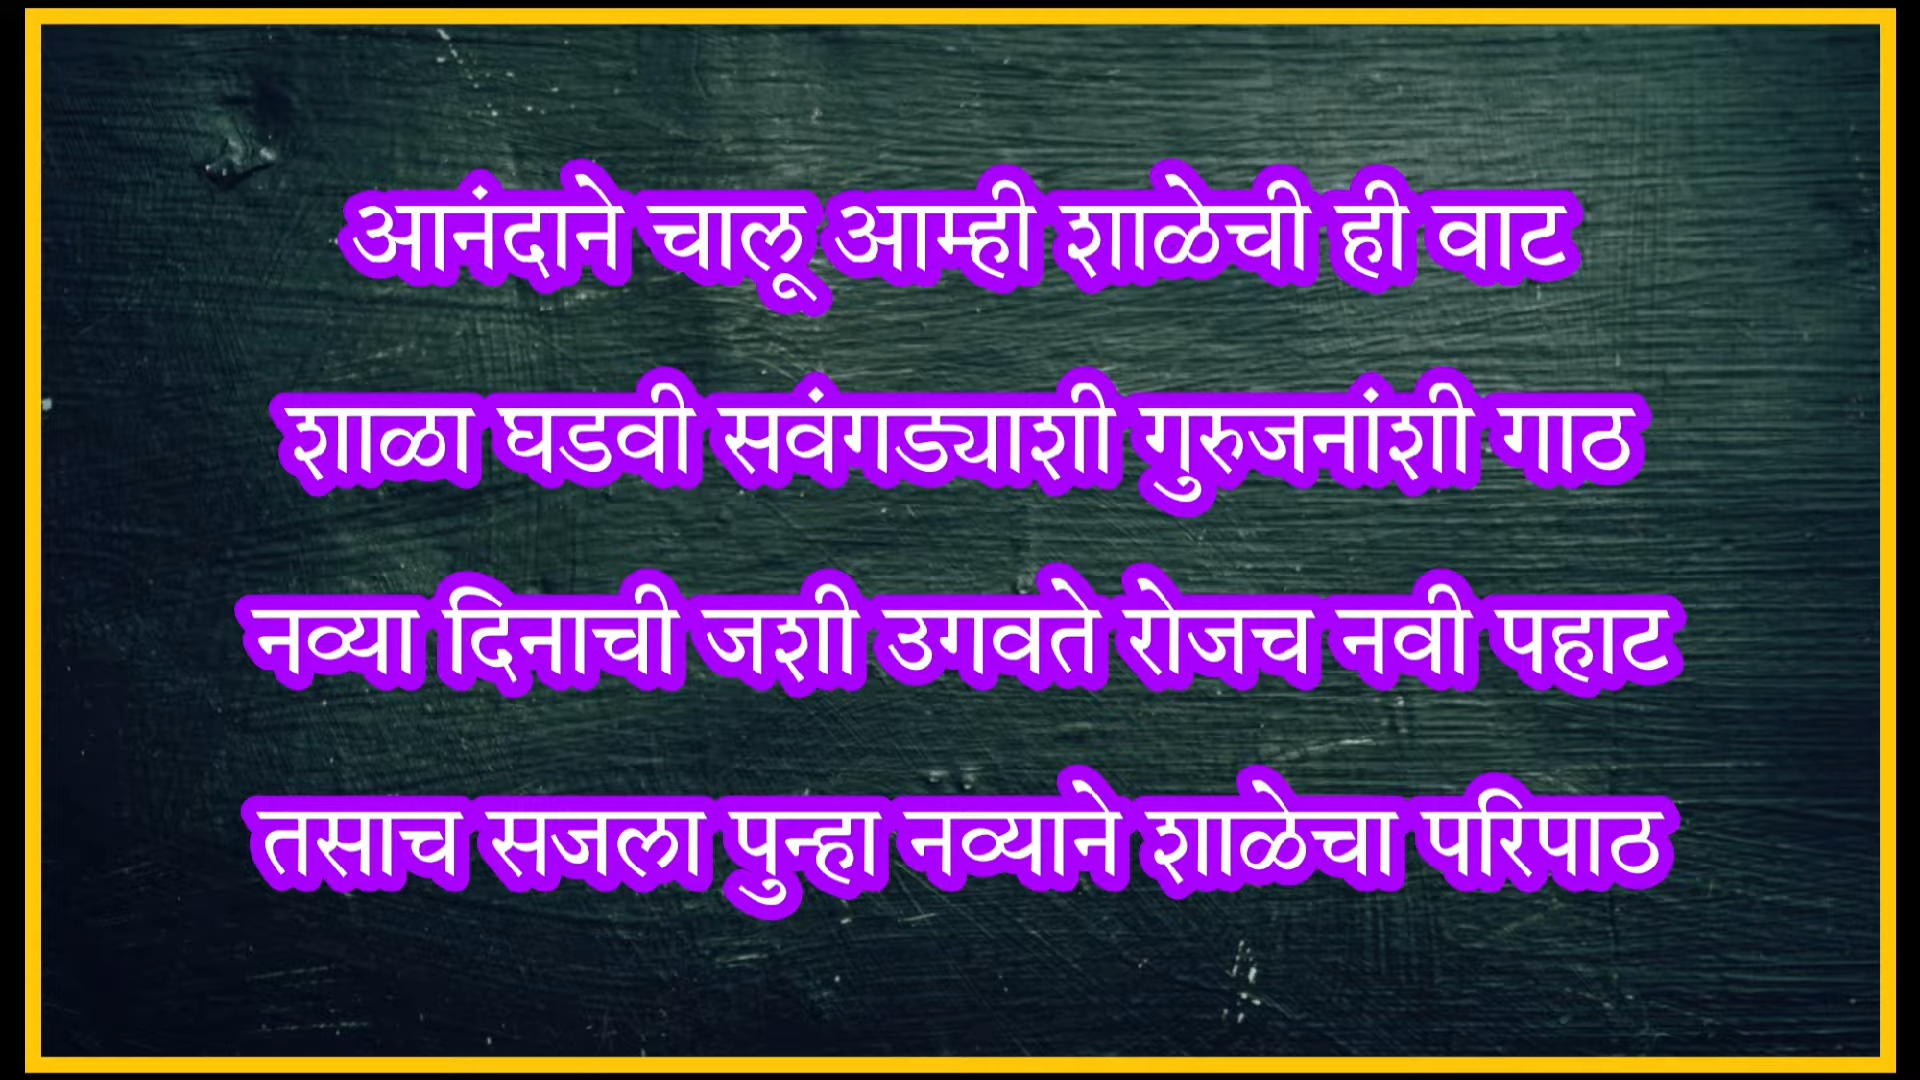 आनंदाने चालू आम्ही शाळेची ही वाट
शाळा घडवी सवंगड्याशी गुरुजनांशी गाठ
नव्या दिनाची जशी उगवते रोजच नवी पहाट
तसाच सजला पुन्हा नव्याने शाळेचा परिपाठ